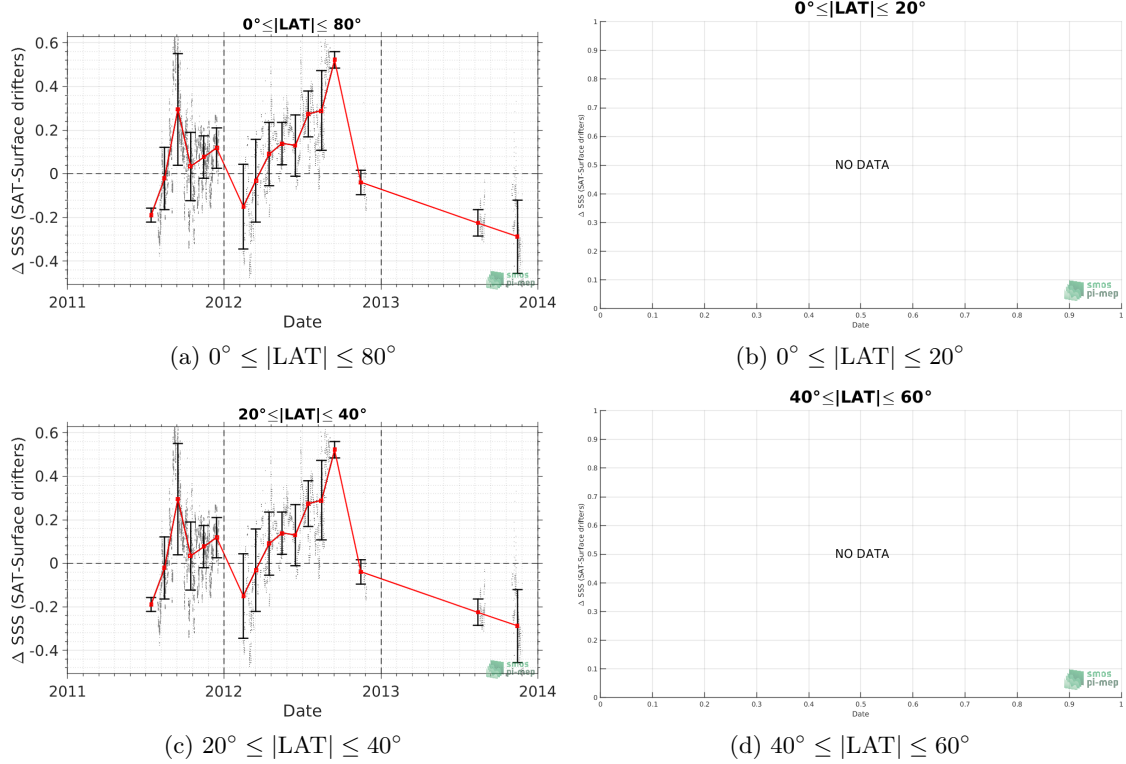 0°≤|LAT|≤ 80°
0.6
0.4
0.2
0
-0.2
-0.4
Δ SSS (SAT-Surface drifters)
2011 2012 2013 2014
Date
smos
pi-mep
(a) 0° ≤ |LAT| ≤ 80°
0°≤|LAT|≤ 20°
1
0.9
0.8
0.7
0.6
0.5
0.4
0.3
0.2
0.1
0
Δ SSS (SAT-Surface drifters)
NO DATA
0 0.1 0.2 0.3 0.4 0.5 0.6 0.7 0.8 0.9 1
Date
smos
pi-mep
(b) 0° ≤ |LAT| ≤ 20°
20°≤|LAT|≤ 40°
0.6
0.4
0.2
0
-0.2
-0.4
Δ SSS (SAT-Surface drifters)
2011 2012 2013 2014
Date
smos
pi-mep
(c) 20° ≤ |LAT| ≤ 40°
40°≤|LAT|≤ 60°
1
0.9
0.8
0.7
0.6
0.5
0.4
0.3
0.2
0.1
0
Δ SSS (SAT-Surface drifters)
NO DATA
0 0.1 0.2 0.3 0.4 0.5 0.6 0.7 0.8 0.9 1
Date
smos
pi-mep
(d) 40° ≤ |LAT| ≤ 60°